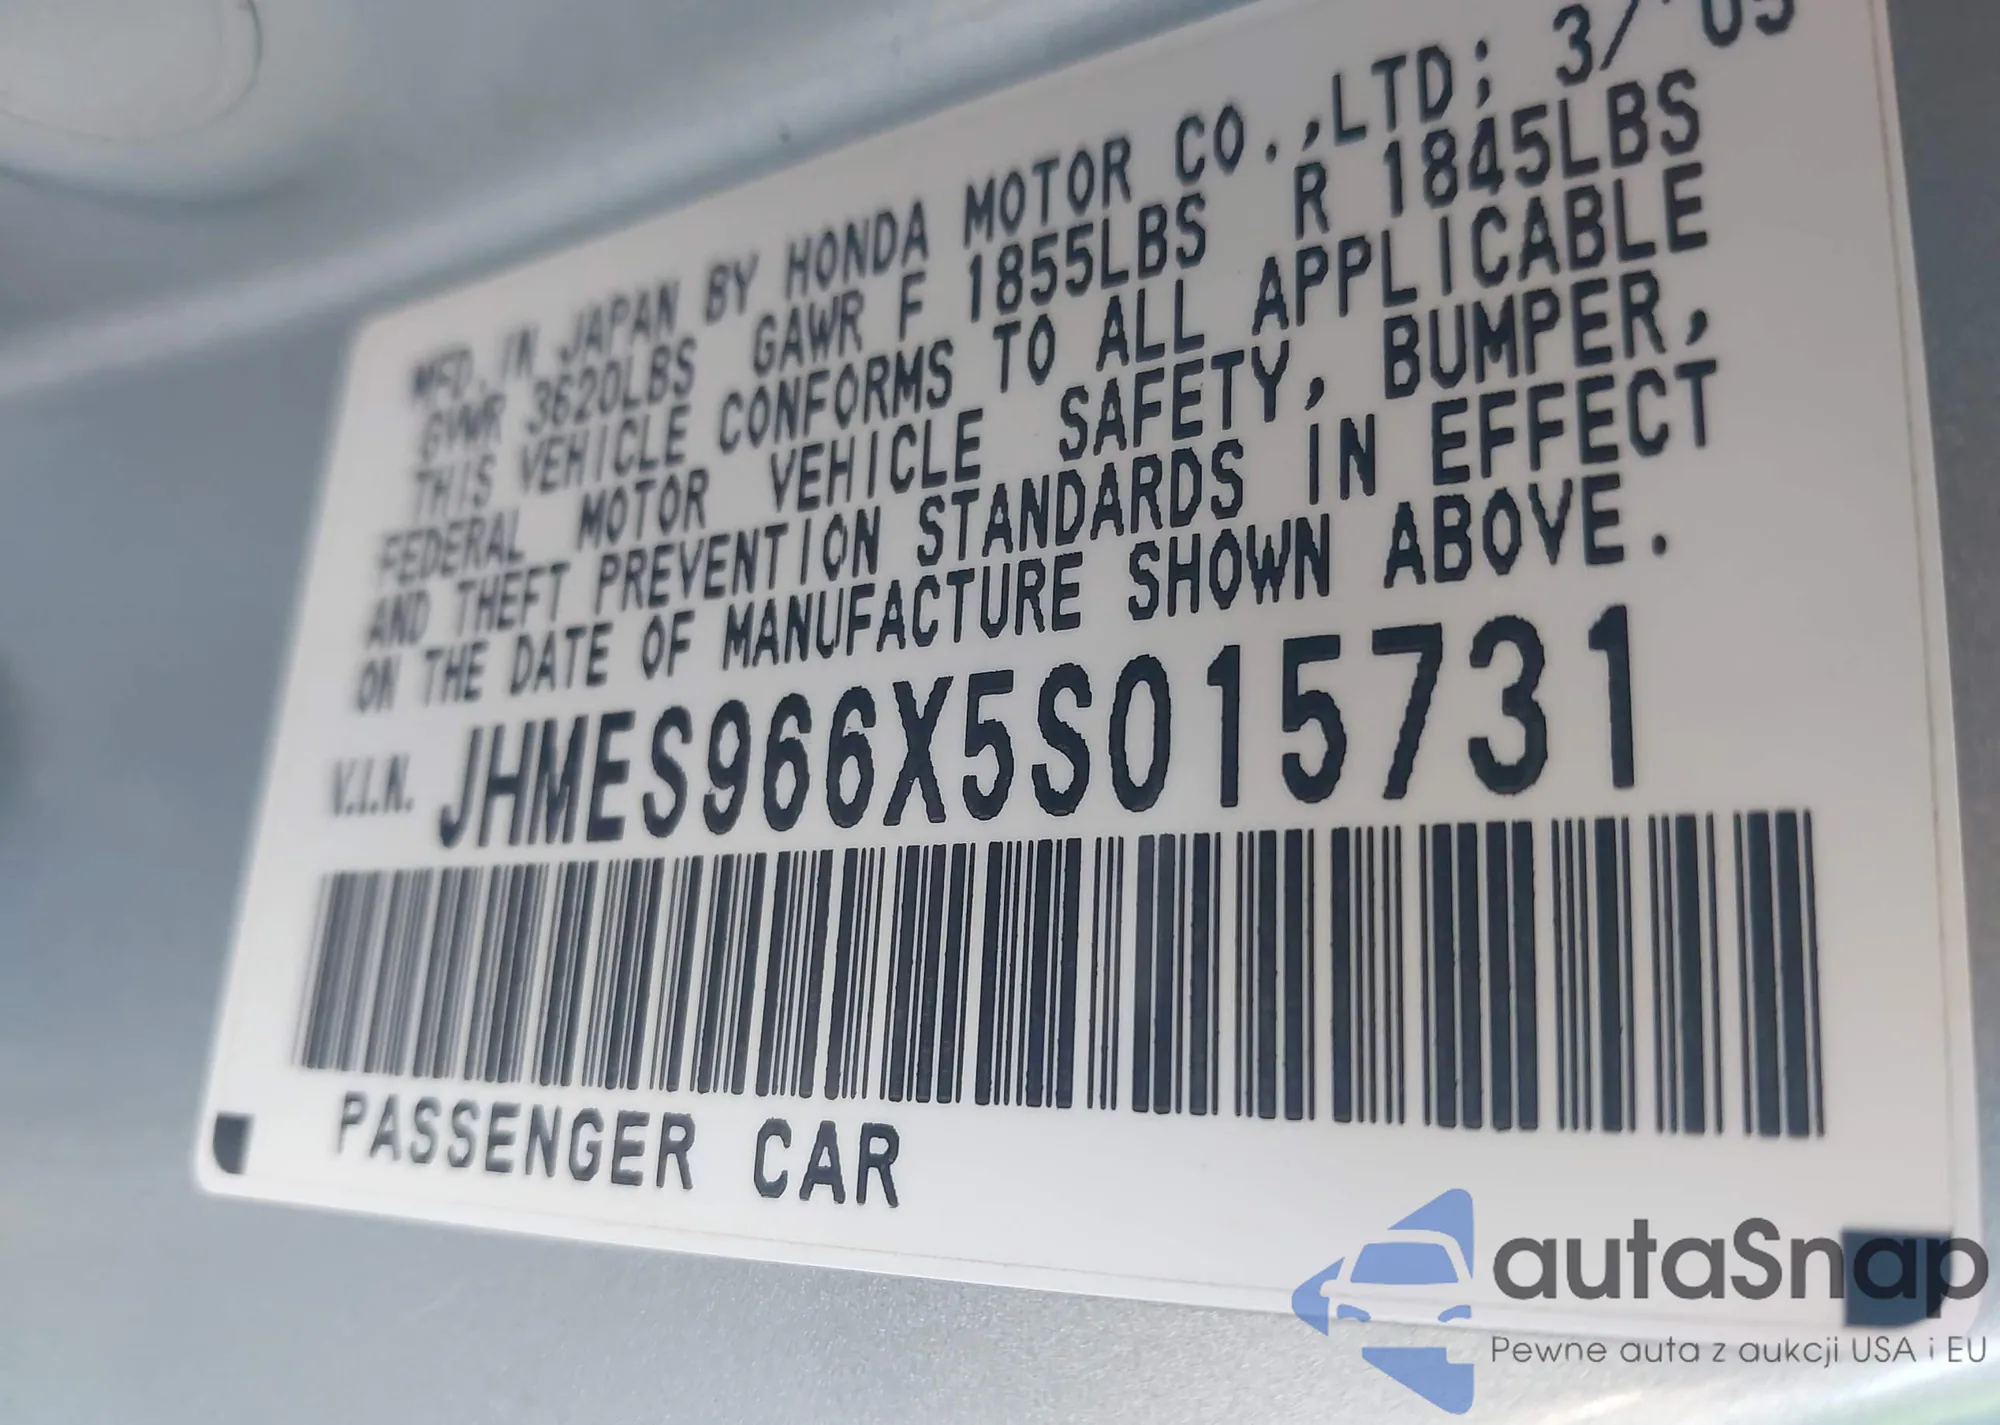 MFD. IN JAPAN BY HONDA MOTOR CO.,LTD; 3/'05
GVWR 3620LBS GAWR F 1855LBS R 1845LBS
THIS VEHICLE CONFORMS TO ALL APPLICABLE
FEDERAL MOTOR VEHICLE SAFETY, BUMPER,
AND THEFT PREVENTION STANDARDS IN EFFECT
ON THE DATE OF MANUFACTURE SHOWN ABOVE.
V.I.N. JHMES966X5S015731
PASSENGER CAR
autaSnap
Pewne auta z aukcji USA i EU